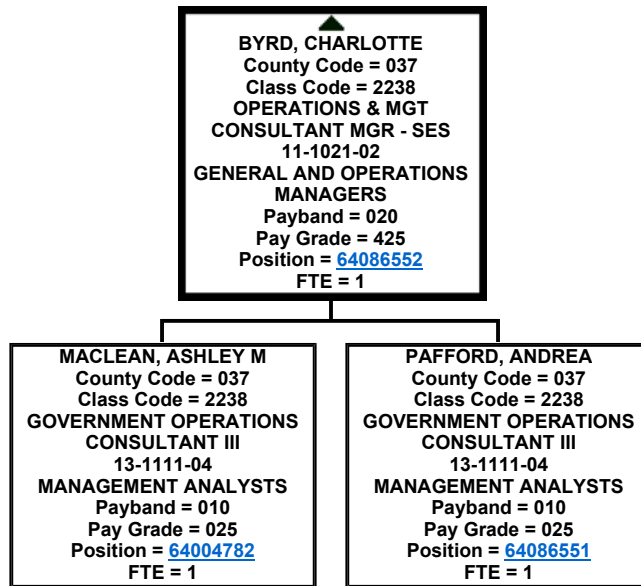 BYRD, CHARLOTTE
County Code = 037
Class Code = 2238
OPERATIONS & MGT
CONSULTANT MGR - SES
11-1021-02
GENERAL AND OPERATIONS
MANAGERS
Payband = 020
Pay Grade = 425
Position = 64086552
FTE = 1
MACLEAN, ASHLEY M
County Code = 037
Class Code = 2238
GOVERNMENT OPERATIONS
CONSULTANT III
13-1111-04
MANAGEMENT ANALYSTS
Payband = 010
Pay Grade = 025
Position = 64004782
FTE = 1
PAFFORD, ANDREA
County Code = 037
Class Code = 2238
GOVERNMENT OPERATIONS
CONSULTANT III
13-1111-04
MANAGEMENT ANALYSTS
Payband = 010
Pay Grade = 025
Position = 64086551
FTE = 1